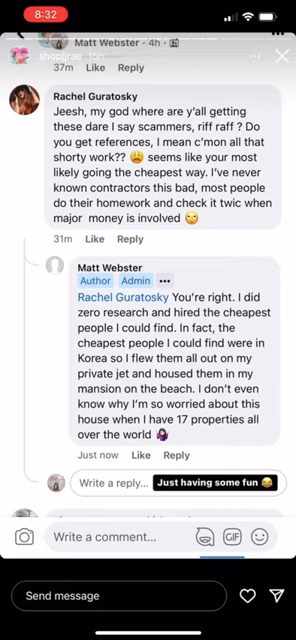 8:32
Matt Webster · 4h ·
37m Like Reply
Rachel Guratosky
Jeesh, my god where are y'all getting
these dare I say scammers, riff raff ? Do
you get references, I mean c'mon all that
shorty work?? 😩 seems like your most
likely going the cheapest way. I've never
known contractors this bad, most people
do their homework and check it twic when
major money is involved 🙄
31m Like Reply
Matt Webster
Author Admin •••
Rachel Guratosky You're right. I did
zero research and hired the cheapest
people I could find. In fact, the
cheapest people I could find were in
Korea so I flew them all out on my
private jet and housed them in my
mansion on the beach. I don't even
know why I'm so worried about this
house when I have 17 properties all
over the world 🤷🏻‍♀️
Just now Like Reply
Write a reply... Just having some fun 😂
Write a comment... GIF
Send message